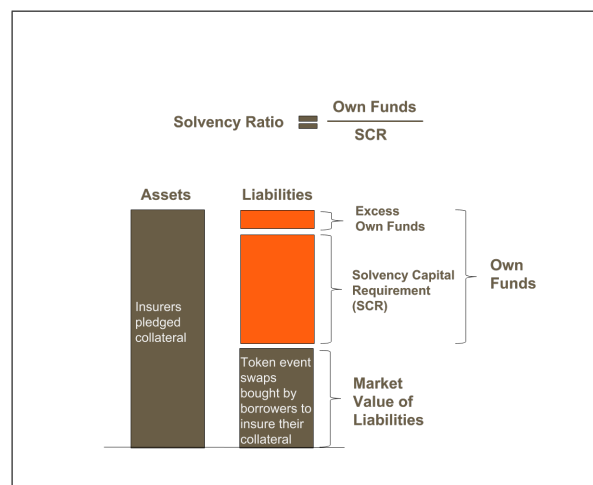 Solvency Ratio = Own Funds
SCR
Assets
Liabilities
Excess
Own Funds
Solvency Capital
Requirement
(SCR)
Own
Funds
Insurers
pledged
collateral
Token event
swaps
bought by
borrowers to
insure their
collateral
Market
Value of
Liabilities